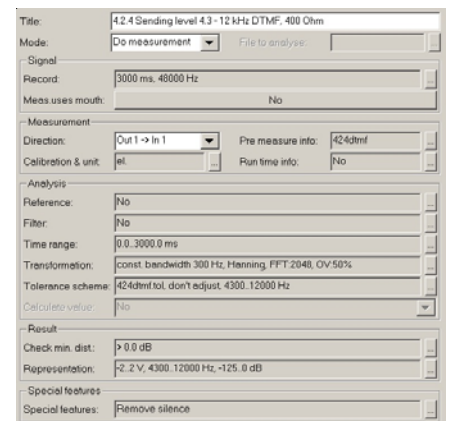 Title: 4.2.4 Sending level 4.3 - 12 kHz DTMF, 400 Ohm
Mode: Do measurement File to analyse: ...
Signal
Record: 3000 ms, 48000 Hz ...
Meas.uses mouth: No
Measurement
Direction: Out 1 -> In 1 Pre measure info: 424dtmf ...
Calibration & unit: el. ... Run time info: No ...
Analysis
Reference: No ...
Filter: No ...
Time range: 0.0..3000.0 ms ...
Transformation: const. bandwidth 300 Hz, Hanning, FFT:2048, OV:50% ...
Tolerance scheme: 424dtmf.tol, don't adjust, 4300..12000 Hz ...
Calculate value: No
Result
Check min. dist.: > 0.0 dB ...
Representation: -2..2 V, 4300..12000 Hz, -125..0 dB ...
Special features
Special features: Remove silence ...